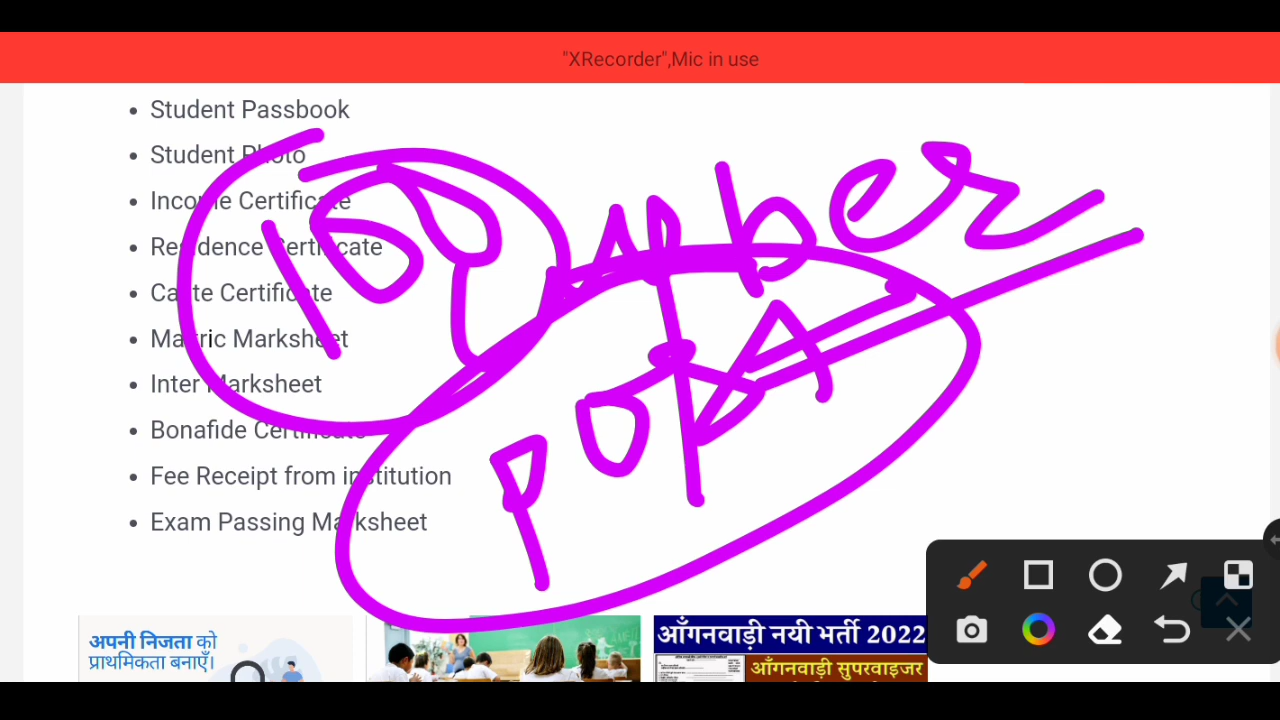 "XRecorder",Mic in use
Student Passbook
Student Photo
Income Certificate
Residence Certificate
Caste Certificate
Matric Marksheet
Inter Marksheet
Bonafide Certificate
Fee Receipt from institution
Exam Passing Marksheet
100
अपनी निजता को
प्राथमिकता बनाएँ।
आँगनवाड़ी नयी भर्ती 2022
आँगनवाड़ी सुपरवाइजर